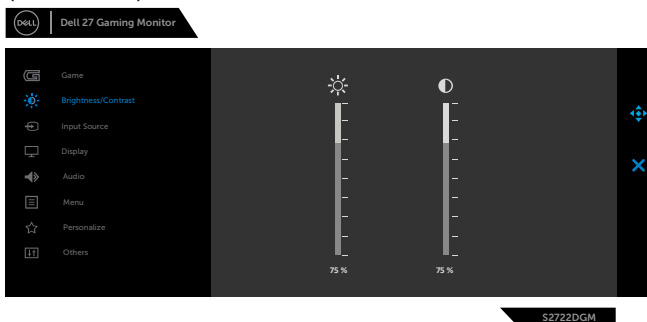 DELL
Dell 27 Gaming Monitor
Game
Brightness/Contrast
Input Source
Display
Audio
Menu
Personalize
Others
75 %
75 %
S2722DGM